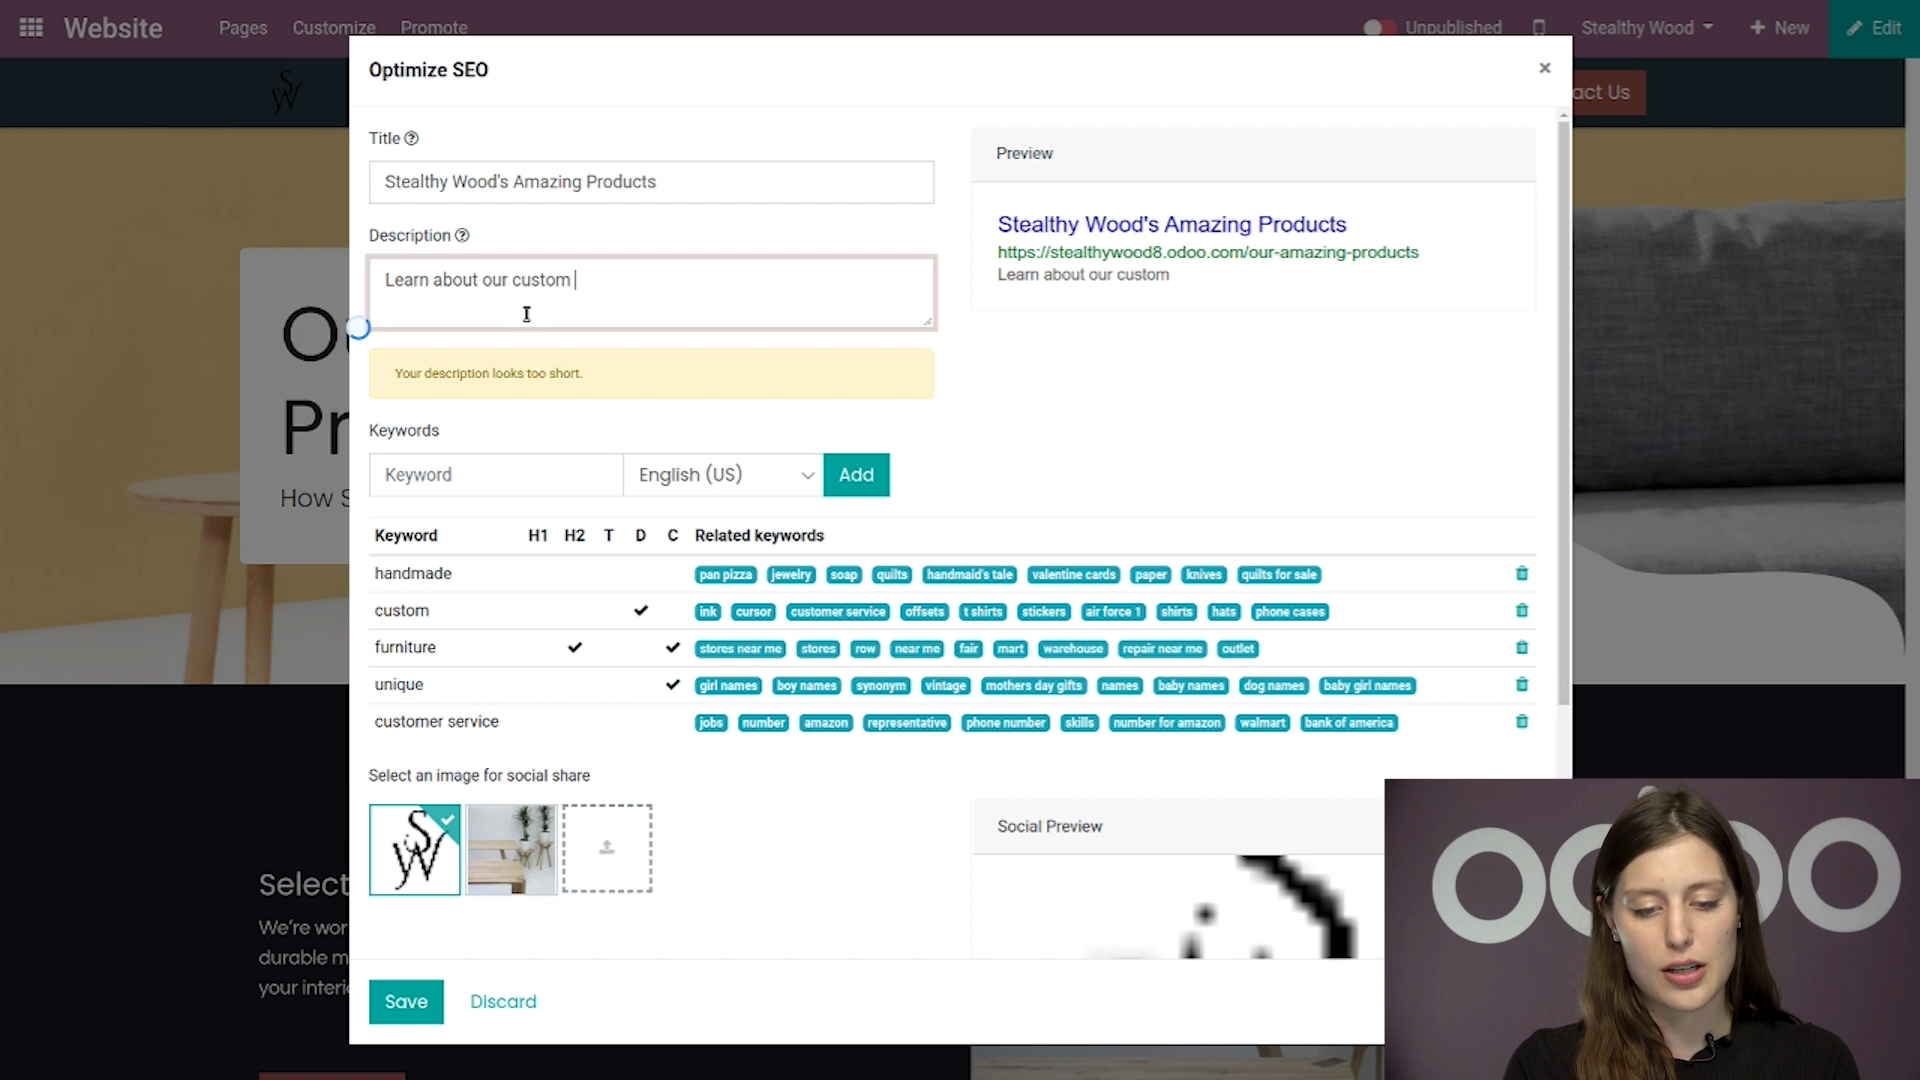 Website
Pages
Customize
Promote
Unpublished
Stealthy Wood
New
Edit
SW
act Us
Optimize SEO
×
Title
Stealthy Wood's Amazing Products
Description
Learn about our custom
Your description looks too short.
Preview
Stealthy Wood's Amazing Products
https://stealthywood8.odoo.com/our-amazing-products
Learn about our custom
Pr
How S
Keywords
Keyword English (US) Add
Keyword H1 H2 T D C Related keywords
handmade pan pizza jewelry soap quilts handmaid's tale valentine cards paper knives quilts for sale
custom ink cursor customer service offsets t shirts stickers air force 1 shirts hats phone cases
furniture stores near me stores row near me fair mart warehouse repair near me outlet
unique girl names boy names synonym vintage mothers day gifts names baby names dog names baby girl names
customer service jobs number amazon representative phone number skills number for amazon walmart bank of america
Select an image for social share
SW
Social Preview
Select
We're wor
durable m
your interi
Save
Discard
odoo